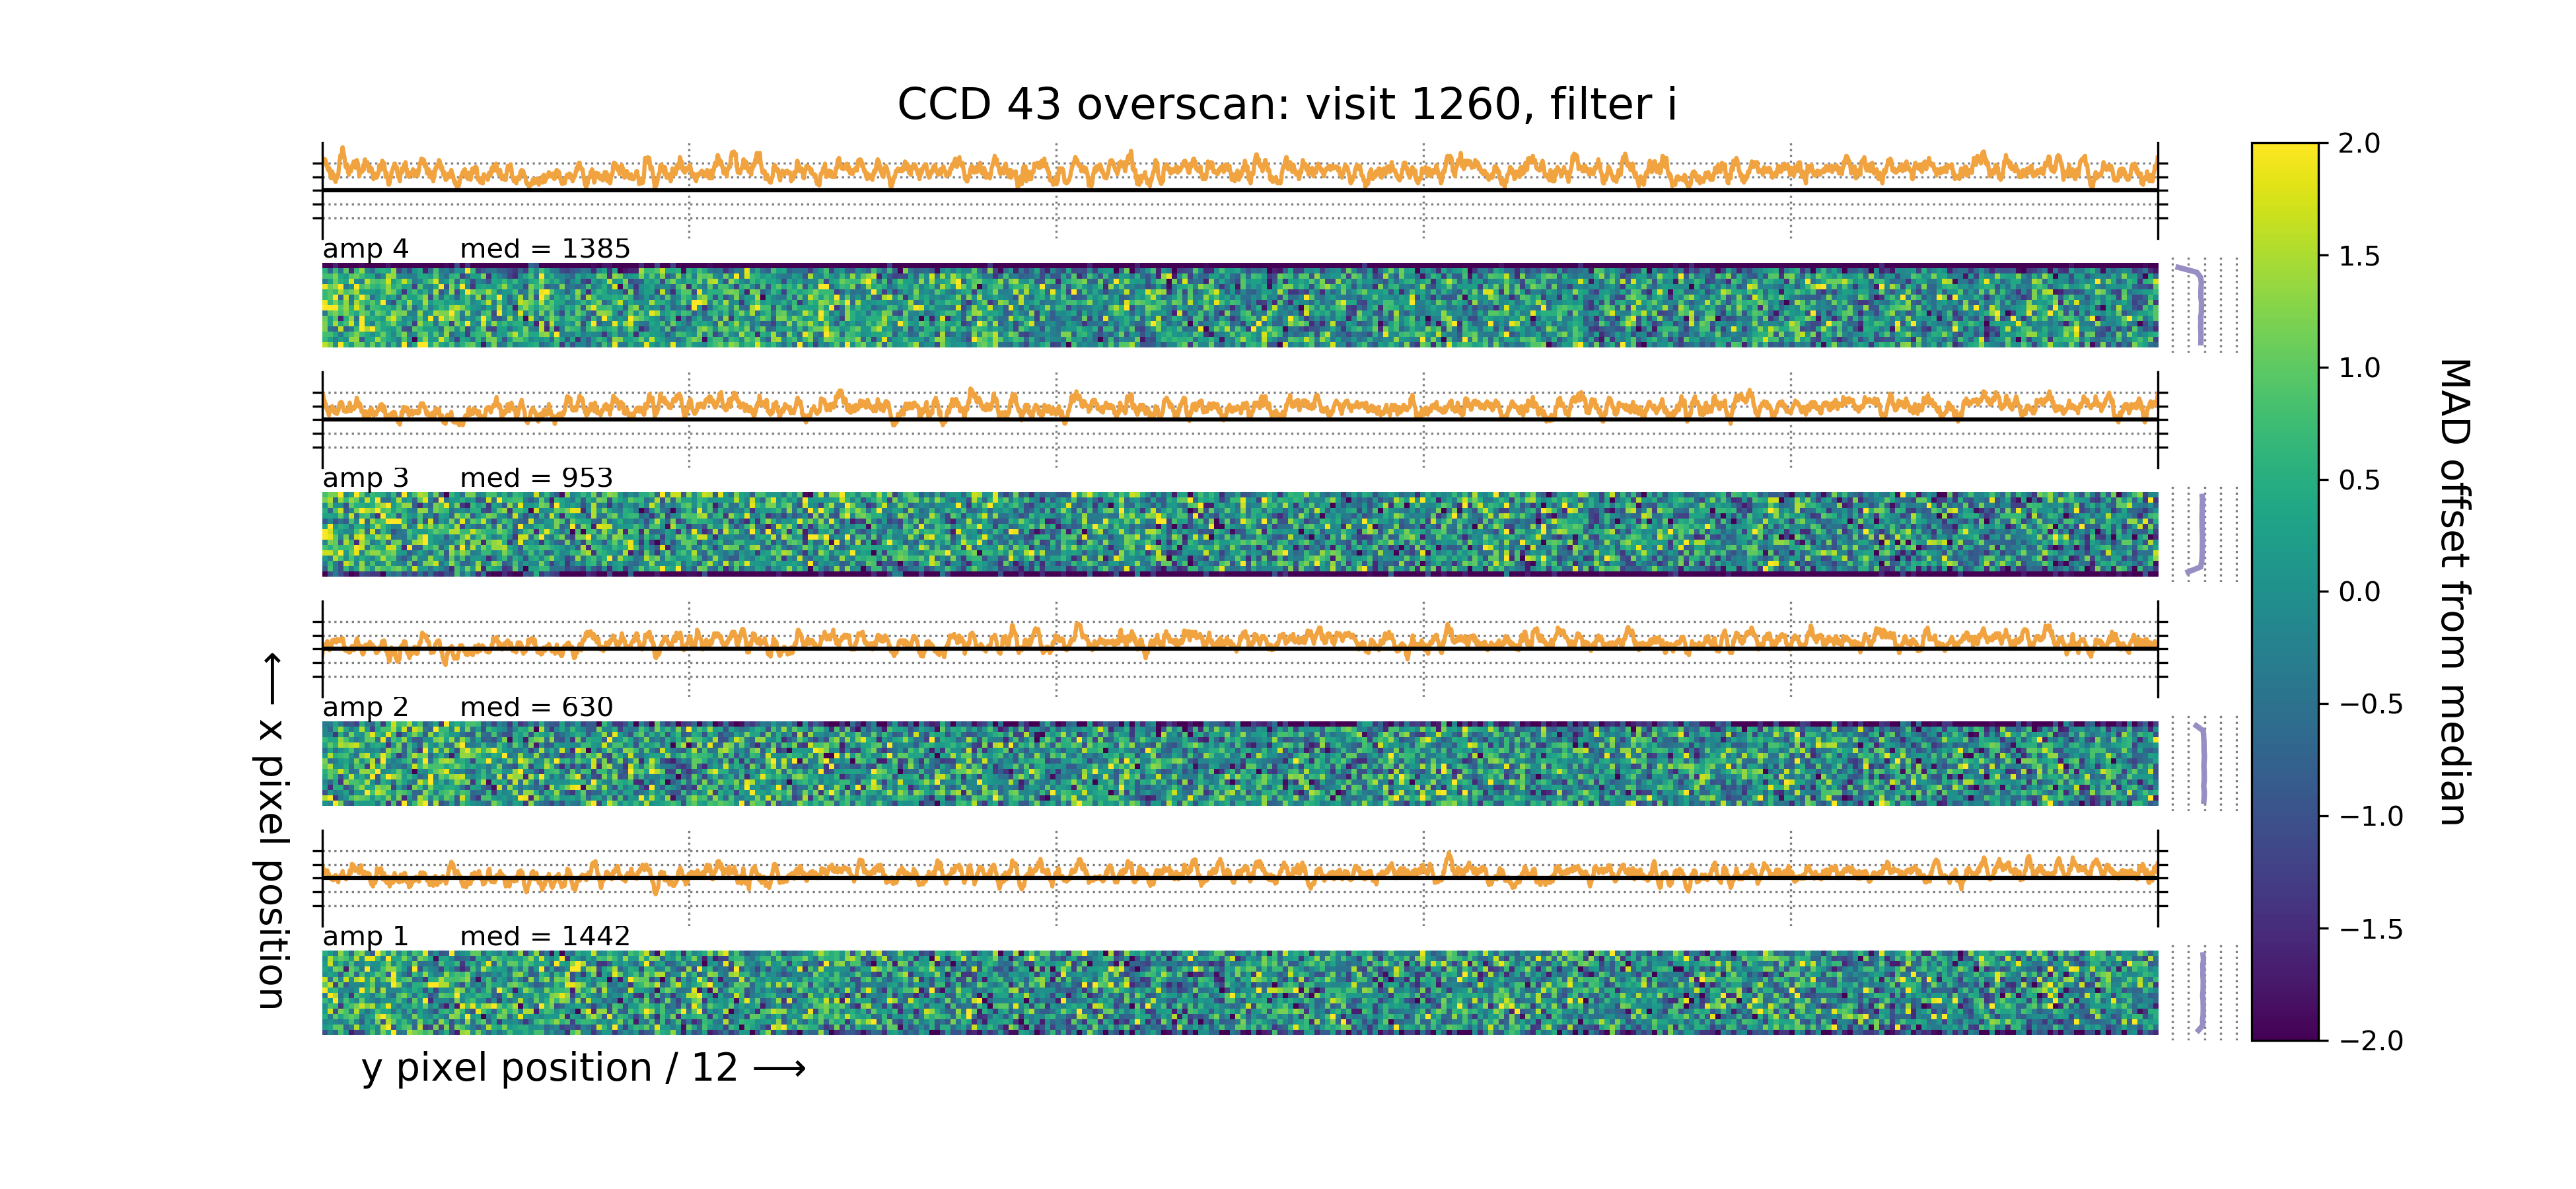 CCD 43 overscan: visit 1260, filter i
amp 4 med = 1385
amp 3 med = 953
amp 2 med = 630
amp 1 med = 1442
⟵ x pixel position
y pixel position / 12 ⟶
2.0
1.5
1.0
0.5
0.0
−0.5
−1.0
−1.5
−2.0
MAD offset from median